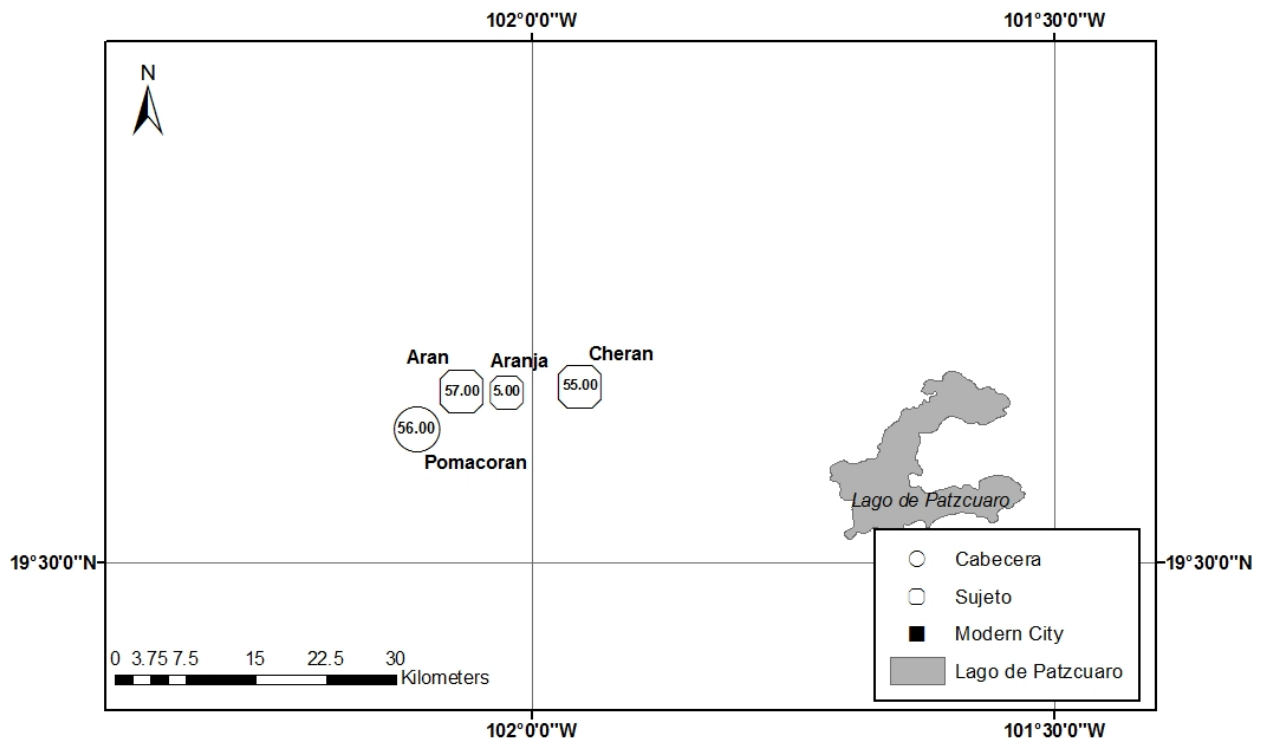 102°0'0"W 101°30'0"W
N
Aran Aranja Cheran
57.00 5.00 55.00
56.00
Pomacoran
Lago de Patzcuaro
19°30'0"N 19°30'0"N
Cabecera
Sujeto
Modern City
Lago de Patzcuaro
0 3.75 7.5 15 22.5 30
Kilometers
102°0'0"W 101°30'0"W